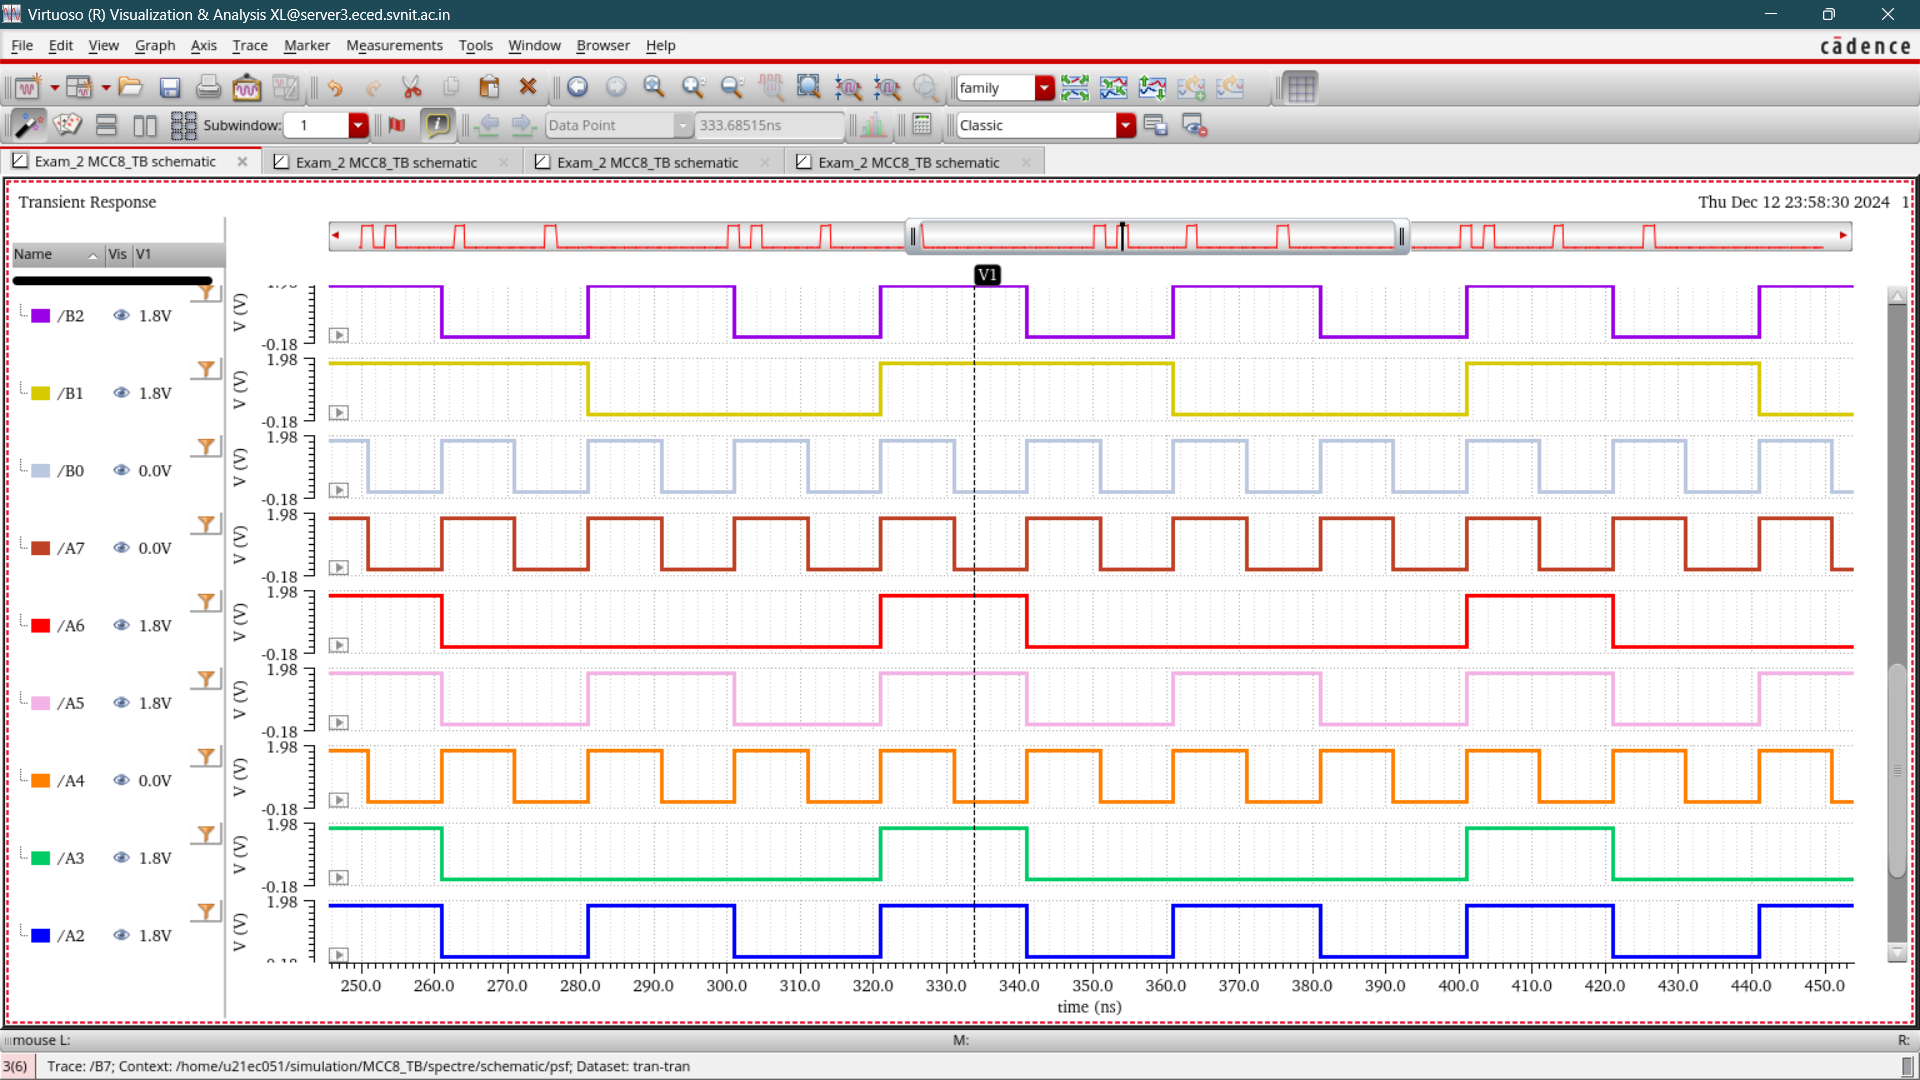 Virtuoso (R) Visualization & Analysis XL@server3.eced.svnit.ac.in
File Edit View Graph Axis Trace Marker Measurements Tools Window Browser Help
cādence
family
Subwindow: 1 Data Point 333.68515ns Classic
Exam_2 MCC8_TB schematic Exam_2 MCC8_TB schematic Exam_2 MCC8_TB schematic Exam_2 MCC8_TB schematic
Transient Response
Thu Dec 12 23:58:30 2024 1
Name Vis V1
V1
/B2 1.8V V (V)
-0.18
1.98
/B1 1.8V V (V)
-0.18
1.98
/B0 0.0V V (V)
-0.18
1.98
/A7 0.0V V (V)
-0.18
1.98
/A6 1.8V V (V)
-0.18
1.98
/A5 1.8V V (V)
-0.18
1.98
/A4 0.0V V (V)
-0.18
1.98
/A3 1.8V V (V)
-0.18
1.98
/A2 1.8V V (V)
250.0 260.0 270.0 280.0 290.0 300.0 310.0 320.0 330.0 340.0 350.0 360.0 370.0 380.0 390.0 400.0 410.0 420.0 430.0 440.0 450.0
time (ns)
mouse L: M: R:
3(6) Trace: /B7; Context: /home/u21ec051/simulation/MCC8_TB/spectre/schematic/psf; Dataset: tran-tran